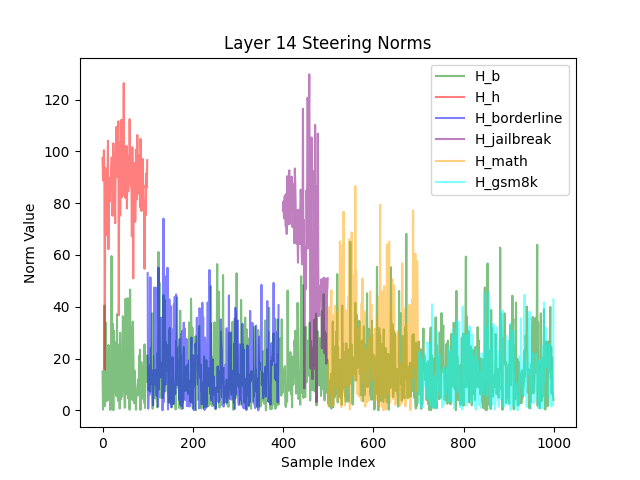 Layer 14 Steering Norms
H_b
H_h
H_borderline
H_jailbreak
H_math
H_gsm8k
Norm Value
120
100
80
60
40
20
0
0
200
400
600
800
1000
Sample Index